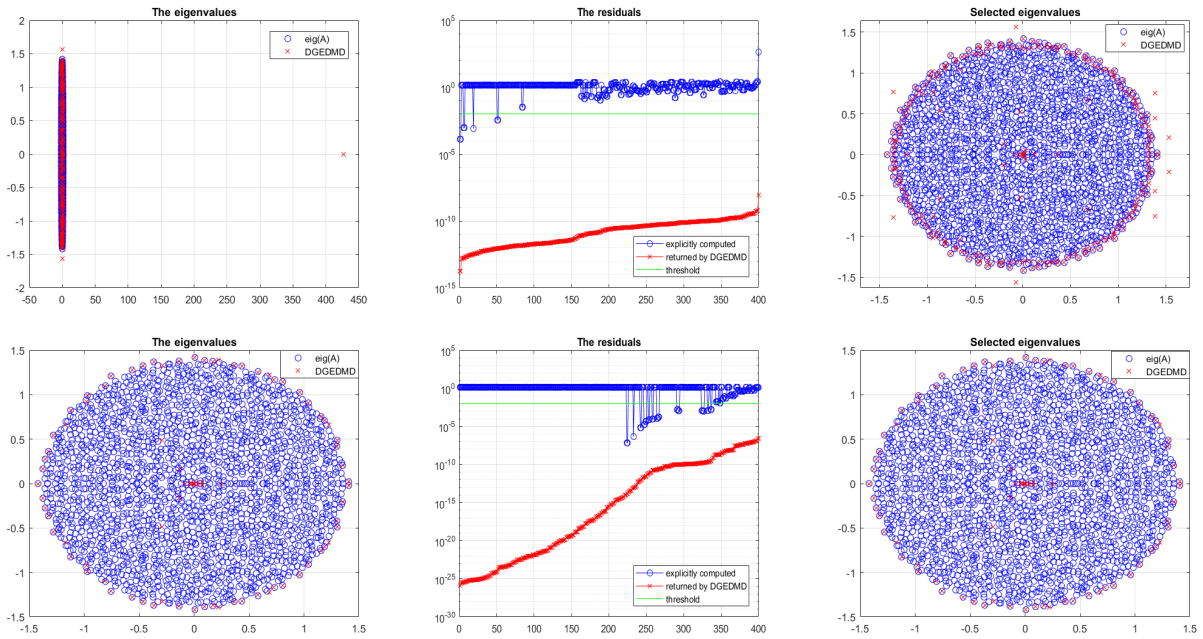 The eigenvalues
eig(A)
DGEDMD
2
1.5
1
0.5
0
-0.5
-1
-1.5
-2
-50 0 50 100 150 200 250 300 350 400 450
The residuals
10^5
10^0
10^-5
10^-10
10^-15
explicitly computed
returned by DGEDMD
threshold
0 50 100 150 200 250 300 350 400
Selected eigenvalues
eig(A)
DGEDMD
1.5
1
0.5
0
-0.5
-1
-1.5
-1.5 -1 -0.5 0 0.5 1 1.5
The eigenvalues
eig(A)
DGEDMD
1.5
1
0.5
0
-0.5
-1
-1.5
-1.5 -1 -0.5 0 0.5 1 1.5
The residuals
10^5
10^0
10^-5
10^-10
10^-15
10^-20
10^-25
10^-30
explicitly computed
returned by DGEDMD
threshold
0 50 100 150 200 250 300 350 400
Selected eigenvalues
eig(A)
DGEDMD
1.5
1
0.5
0
-0.5
-1
-1.5
-1.5 -1 -0.5 0 0.5 1 1.5